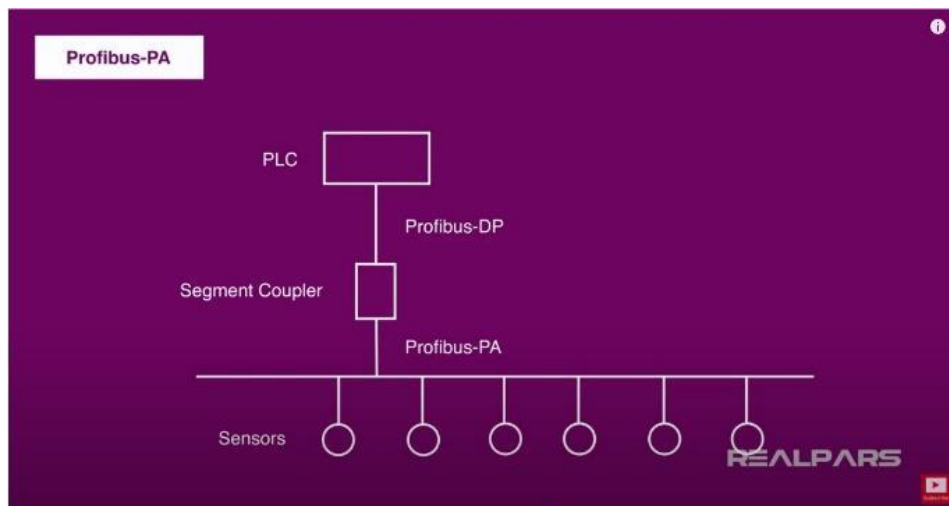 Profibus-PA
i
PLC
Profibus-DP
Segment Coupler
Profibus-PA
Sensors
REALPARS